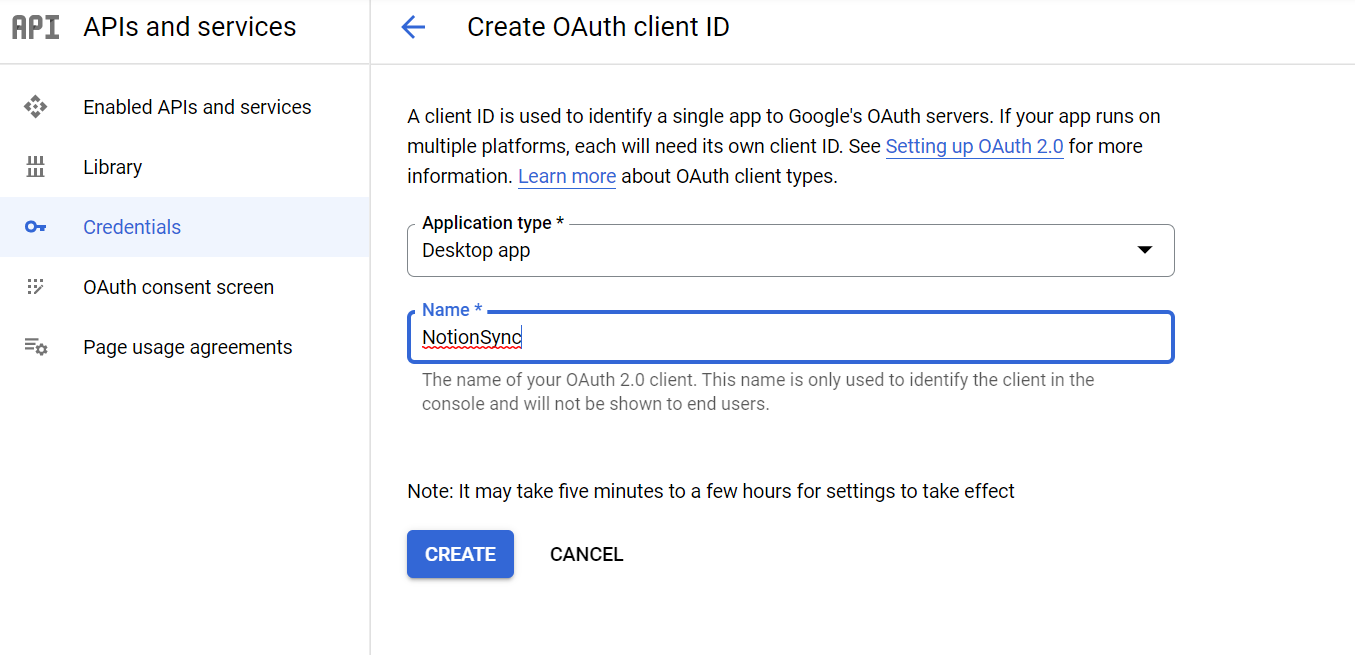 API APIs and services
Create OAuth client ID
Enabled APIs and services
Library
Credentials
OAuth consent screen
Page usage agreements
A client ID is used to identify a single app to Google's OAuth servers. If your app runs on
multiple platforms, each will need its own client ID. See Setting up OAuth 2.0 for more
information. Learn more about OAuth client types.
Application type *
Desktop app
Name *
NotionSync
The name of your OAuth 2.0 client. This name is only used to identify the client in the
console and will not be shown to end users.
Note: It may take five minutes to a few hours for settings to take effect
CREATE CANCEL